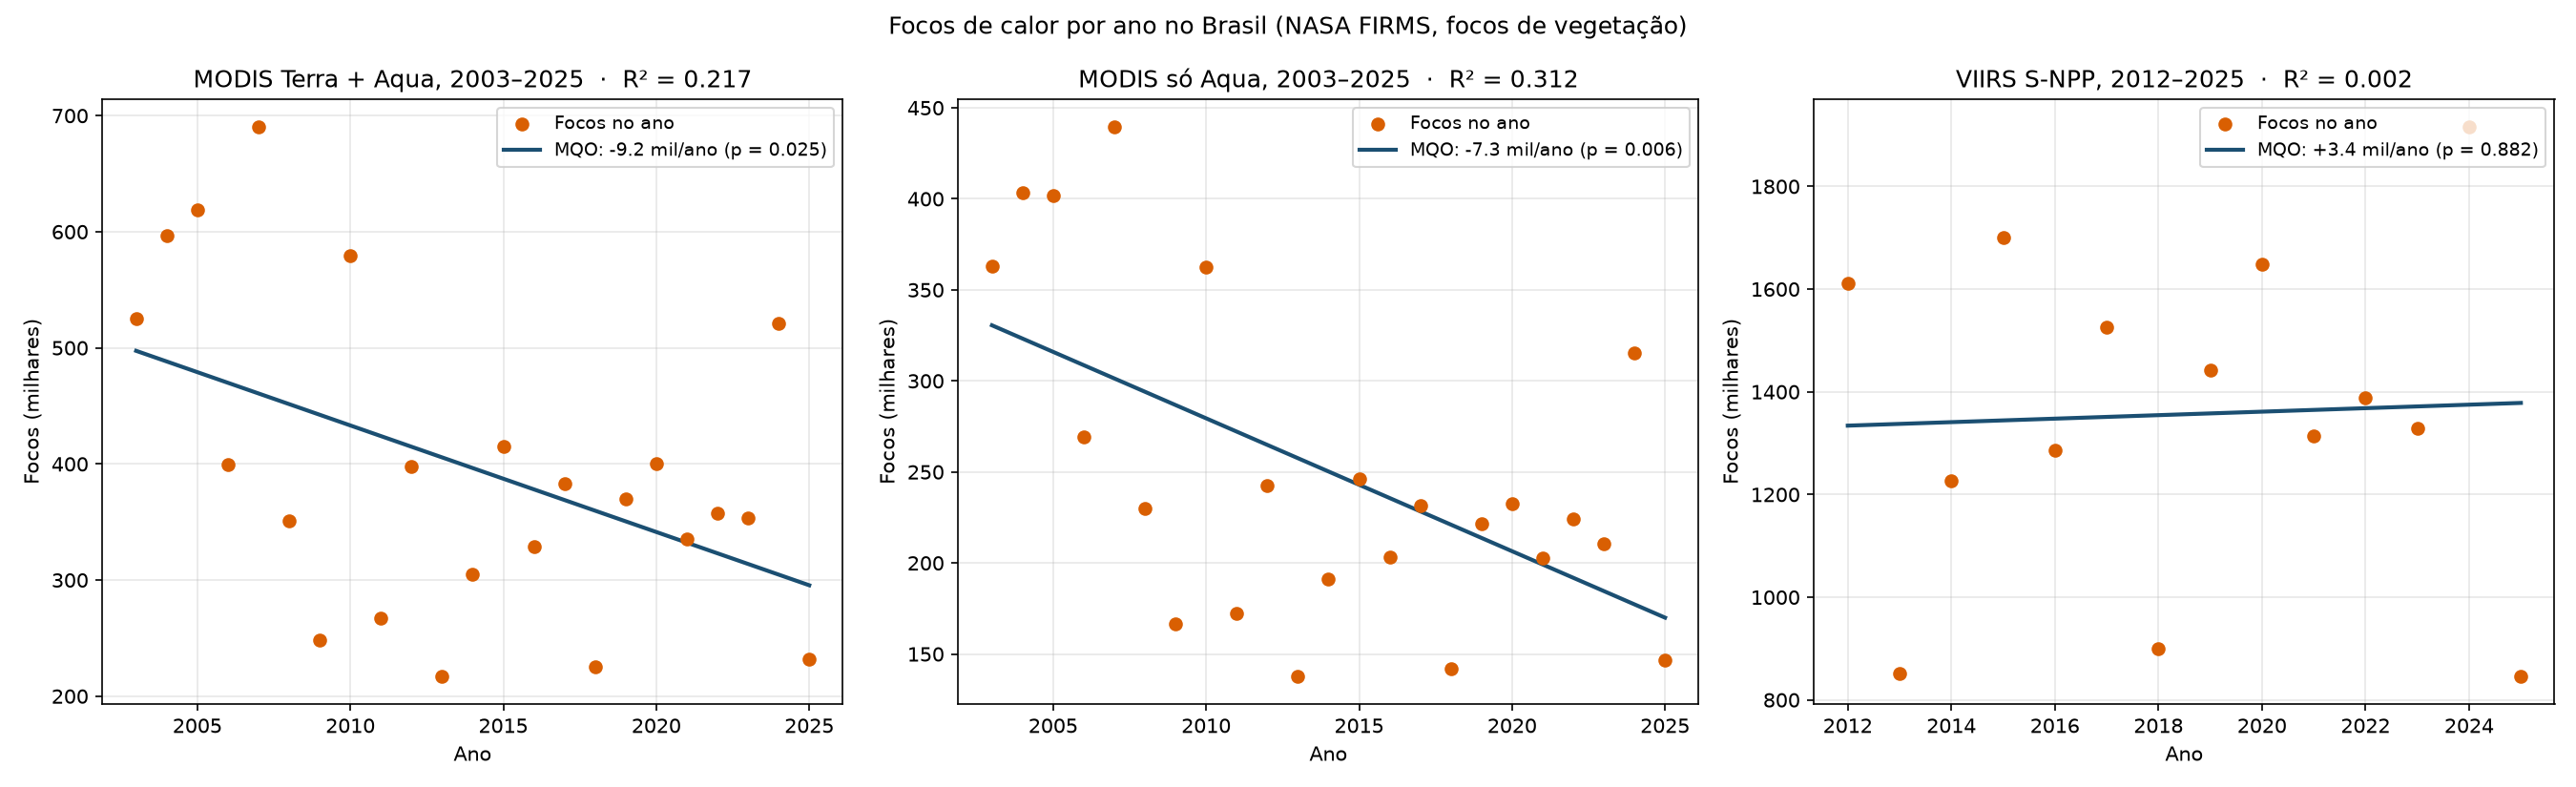 Focos de calor por ano no Brasil (NASA FIRMS, focos de vegetação)
MODIS Terra + Aqua, 2003–2025 · R² = 0.217
Focos no ano
MQO: -9.2 mil/ano (p = 0.025)
Focos (milhares)
700
600
500
400
300
200
2005 2010 2015 2020 2025
Ano
MODIS só Aqua, 2003–2025 · R² = 0.312
Focos no ano
MQO: -7.3 mil/ano (p = 0.006)
Focos (milhares)
450
400
350
300
250
200
150
2005 2010 2015 2020 2025
Ano
VIIRS S-NPP, 2012–2025 · R² = 0.002
Focos no ano
MQO: +3.4 mil/ano (p = 0.882)
Focos (milhares)
1800
1600
1400
1200
1000
800
2012 2014 2016 2018 2020 2022 2024
Ano